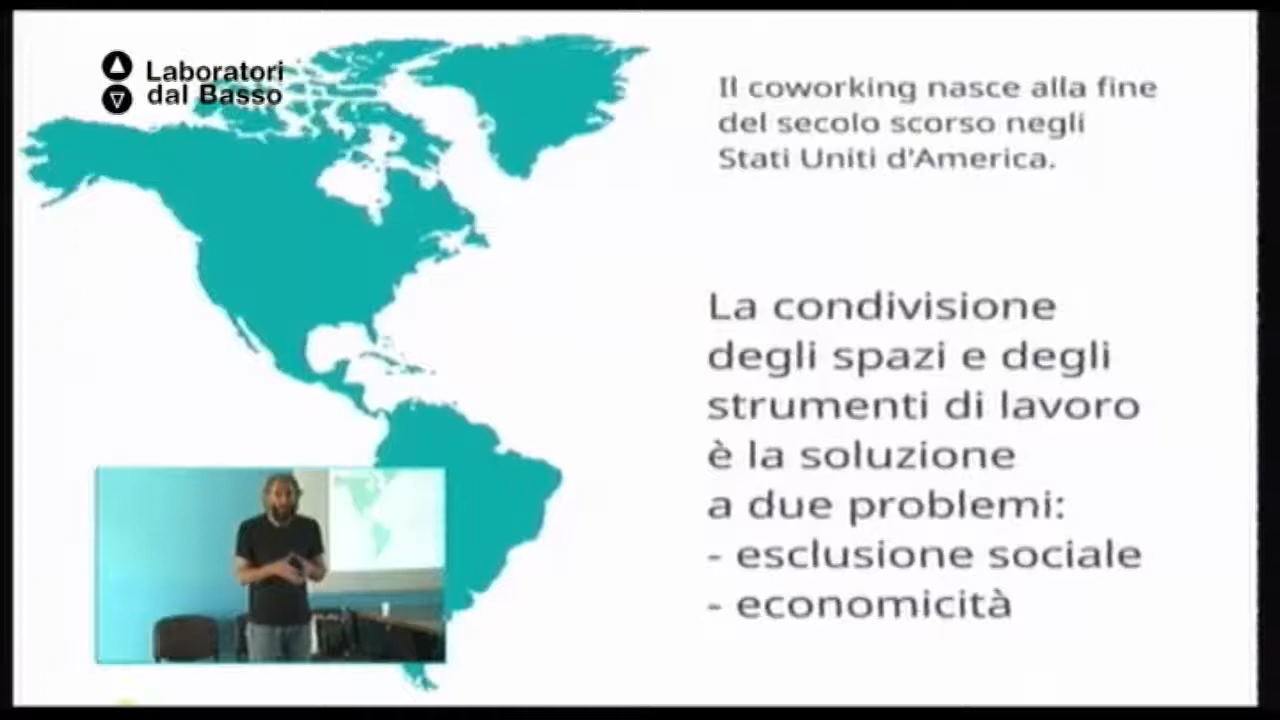 Laboratori
dal Basso
Il coworking nasce alla fine
del secolo scorso negli
Stati Uniti d'America.
La condivisione
degli spazi e degli
strumenti di lavoro
è la soluzione
a due problemi:
- esclusione sociale
- economicità